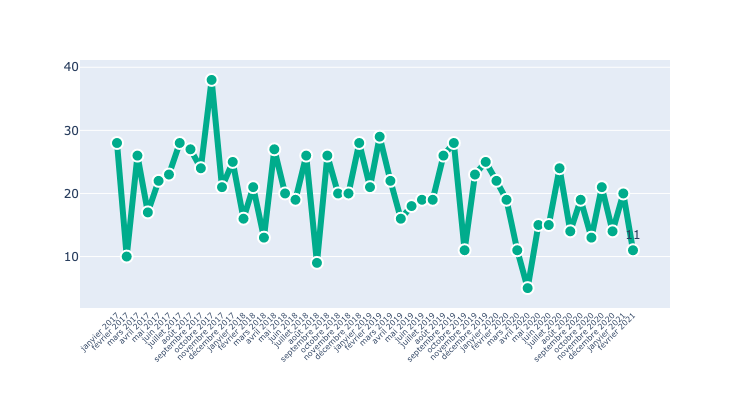 40
30
20
10
11
janvier 2017
février 2017
mars 2017
avril 2017
mai 2017
juin 2017
juillet 2017
août 2017
septembre 2017
octobre 2017
novembre 2017
décembre 2017
janvier 2018
février 2018
mars 2018
avril 2018
mai 2018
juin 2018
juillet 2018
août 2018
septembre 2018
octobre 2018
novembre 2018
décembre 2018
janvier 2019
février 2019
mars 2019
avril 2019
mai 2019
juin 2019
juillet 2019
août 2019
septembre 2019
octobre 2019
novembre 2019
décembre 2019
janvier 2020
février 2020
mars 2020
avril 2020
mai 2020
juin 2020
juillet 2020
août 2020
septembre 2020
octobre 2020
novembre 2020
décembre 2020
janvier 2021
février 2021